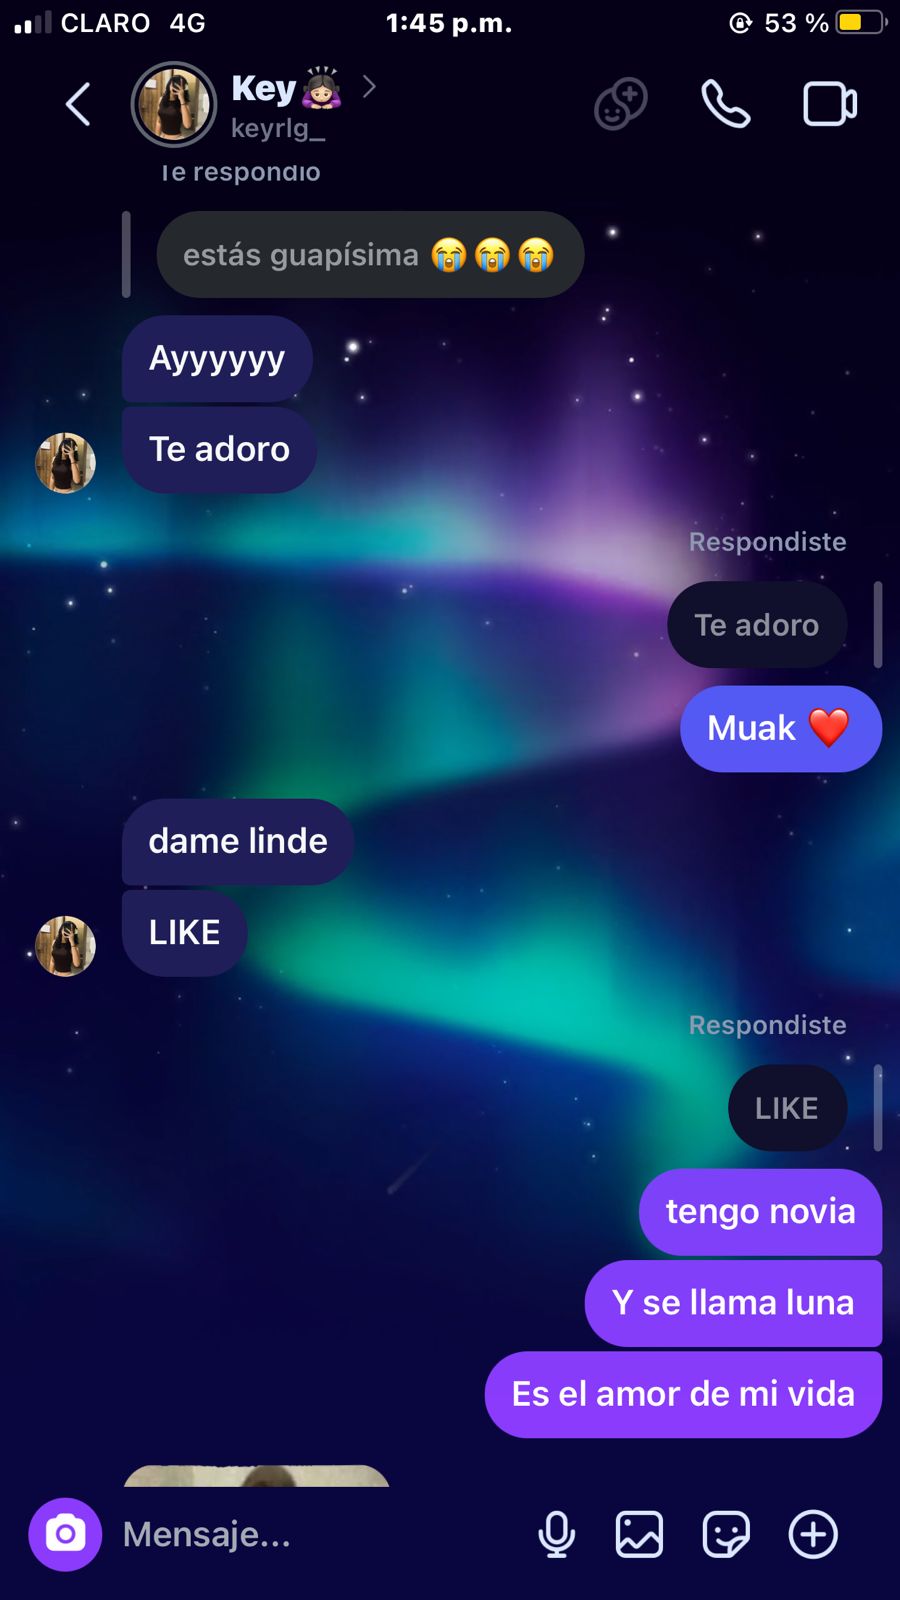 CLARO 4G 1:45 p.m. 53 %
Key
keyrlg_
Te respondió
estás guapísima 😭😭😭
Ayyyyyy
Te adoro
Respondiste
Te adoro
Muak ❤️
dame linde
LIKE
Respondiste
LIKE
tengo novia
Y se llama luna
Es el amor de mi vida
Mensaje...